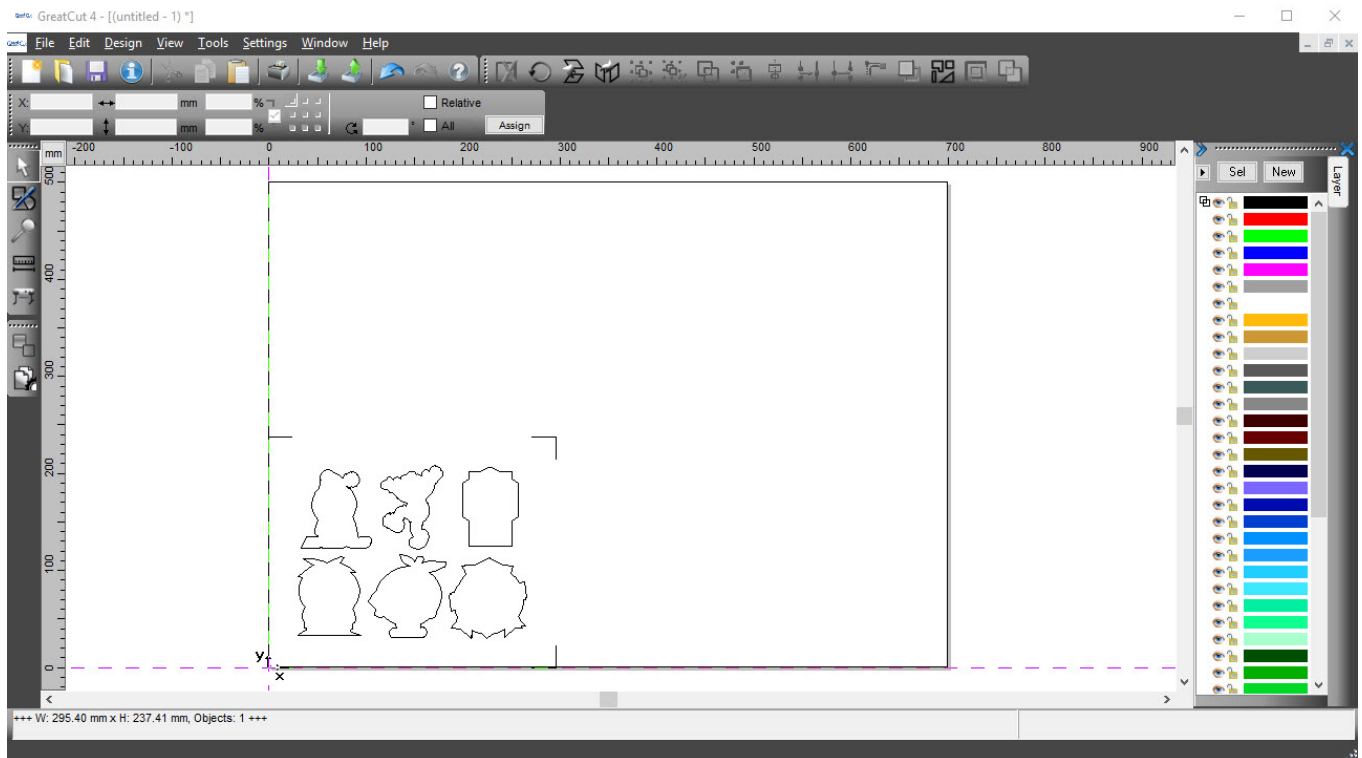 GreatCut 4 - [(untitled - 1) *]
File Edit Design View Tools Settings Window Help
X: mm % Relative
Y: mm % ° All Assign
mm -200 -100 0 100 200 300 400 500 600 700 800 900
Sel New
Layer
500
400
300
200
100
0
y
x
+++ W: 295.40 mm x H: 237.41 mm, Objects: 1 +++